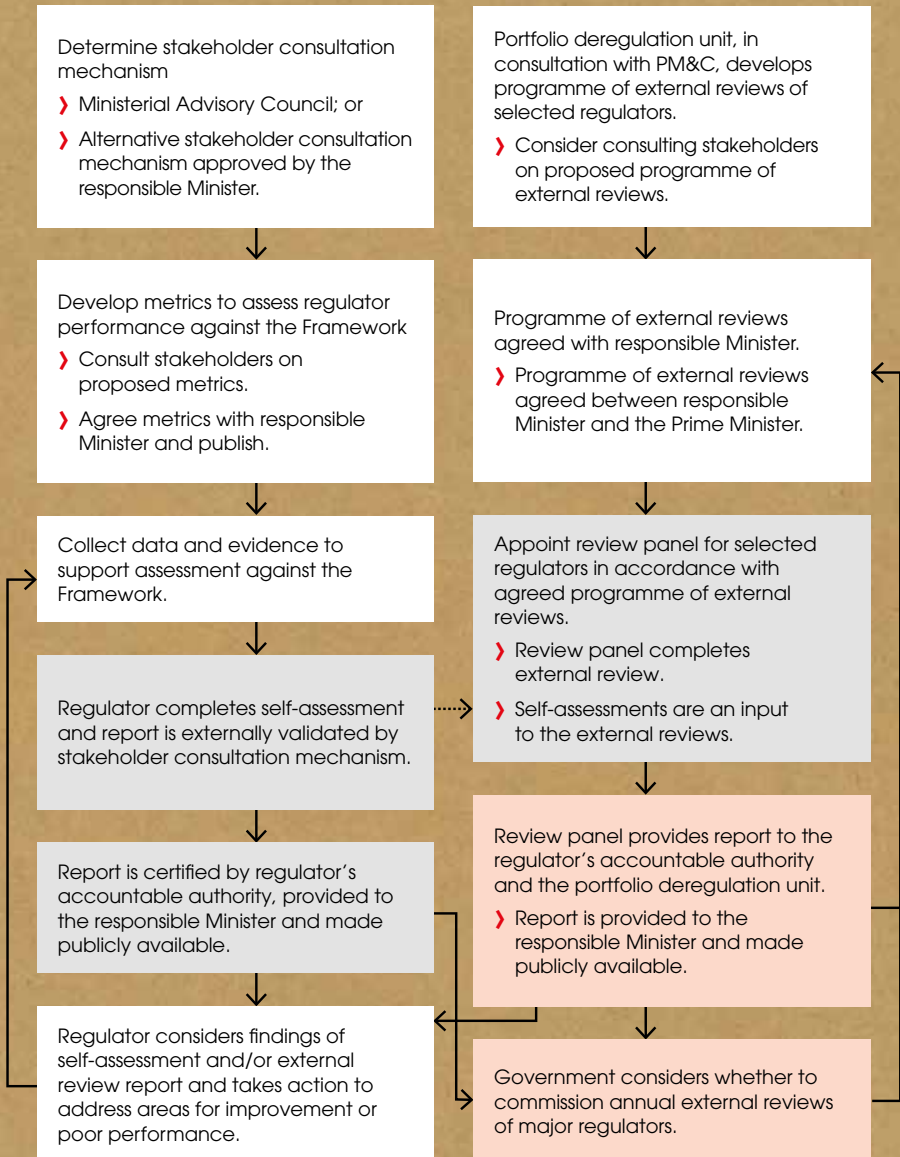 Determine stakeholder consultation
mechanism
❯ Ministerial Advisory Council; or
❯ Alternative stakeholder consultation
mechanism approved by the
responsible Minister.
Develop metrics to assess regulator
performance against the Framework
❯ Consult stakeholders on
proposed metrics.
❯ Agree metrics with responsible
Minister and publish.
Collect data and evidence to
support assessment against the
Framework.
Regulator completes self-assessment
and report is externally validated by
stakeholder consultation mechanism.
Report is certified by regulator's
accountable authority, provided to
the responsible Minister and made
publicly available.
Regulator considers findings of
self-assessment and/or external
review report and takes action to
address areas for improvement or
poor performance.
Portfolio deregulation unit, in
consultation with PM&C, develops
programme of external reviews of
selected regulators.
❯ Consider consulting stakeholders
on proposed programme of
external reviews.
Programme of external reviews
agreed with responsible Minister.
❯ Programme of external reviews
agreed between responsible
Minister and the Prime Minister.
Appoint review panel for selected
regulators in accordance with
agreed programme of external
reviews.
❯ Review panel completes
external review.
❯ Self-assessments are an input
to the external reviews.
Review panel provides report to the
regulator's accountable authority
and the portfolio deregulation unit.
❯ Report is provided to the
responsible Minister and made
publicly available.
Government considers whether to
commission annual external reviews
of major regulators.